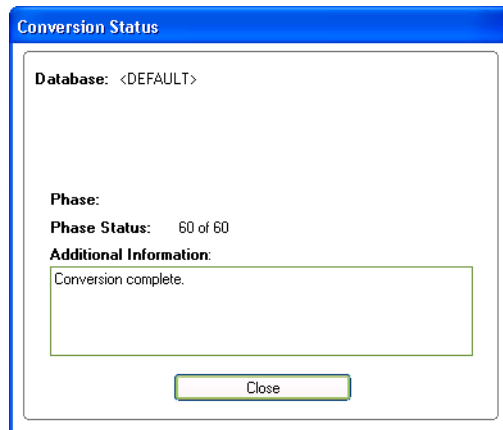 Conversion Status
Database: <DEFAULT>
Phase:
Phase Status: 60 of 60
Additional Information:
Conversion complete.
Close